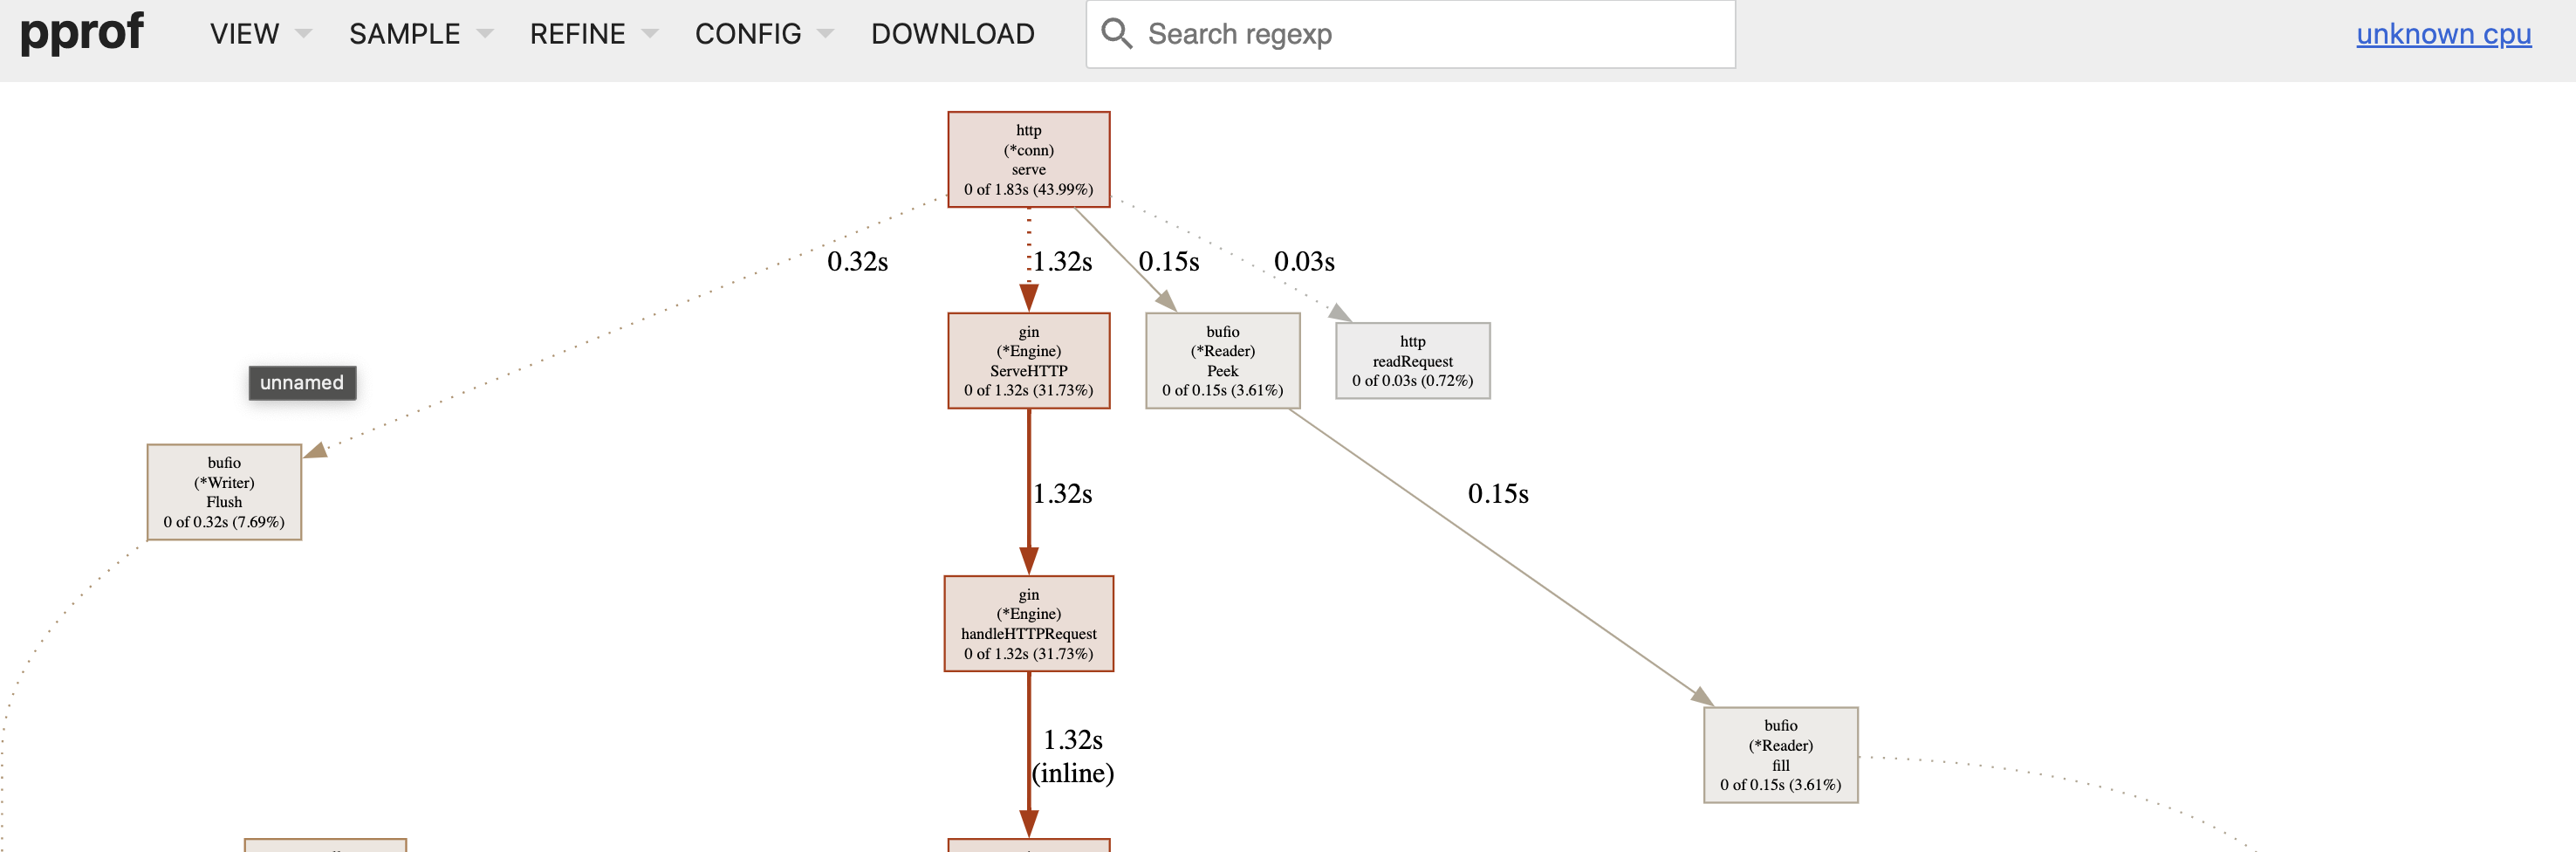 pprof VIEW SAMPLE REFINE CONFIG DOWNLOAD Search regexp unknown cpu
http
(*conn)
serve
0 of 1.83s (43.99%)
0.32s
1.32s
0.15s
0.03s
gin
(*Engine)
ServeHTTP
0 of 1.32s (31.73%)
bufio
(*Reader)
Peek
0 of 0.15s (3.61%)
http
readRequest
0 of 0.03s (0.72%)
unnamed
bufio
(*Writer)
Flush
0 of 0.32s (7.69%)
1.32s
0.15s
gin
(*Engine)
handleHTTPRequest
0 of 1.32s (31.73%)
1.32s
(inline)
bufio
(*Reader)
fill
0 of 0.15s (3.61%)